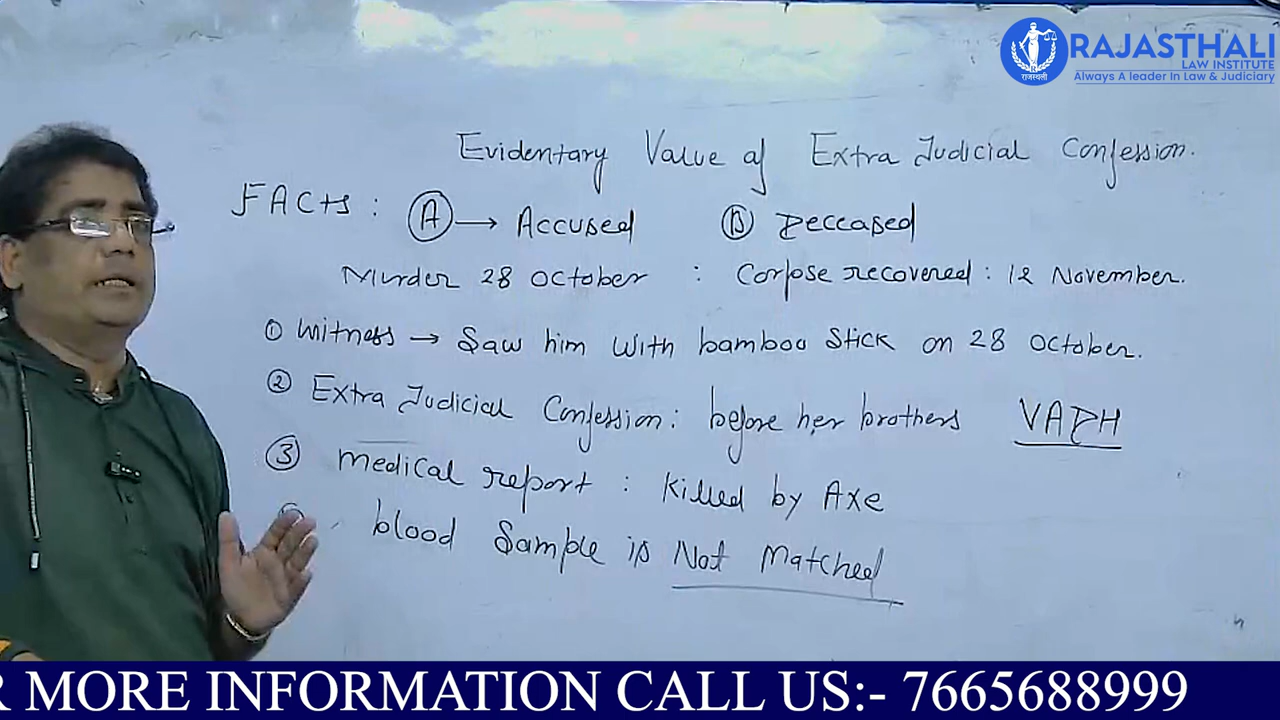 RAJASTHALI
LAW INSTITUTE
राजस्थली
Always A leader In Law & Judiciary
Evidentary Value of Extra Judicial Confession.
FACts : A → Accused B Deceased
Murder 28 October : Corpse recovered : 12 November.
① Witness → Saw him with bamboo Stick on 28 October.
② Extra Judicial Confession : before her brothers VADH
③ Medical report : Killed by Axe
blood Sample is Not Matched
R MORE INFORMATION CALL US:- 7665688999